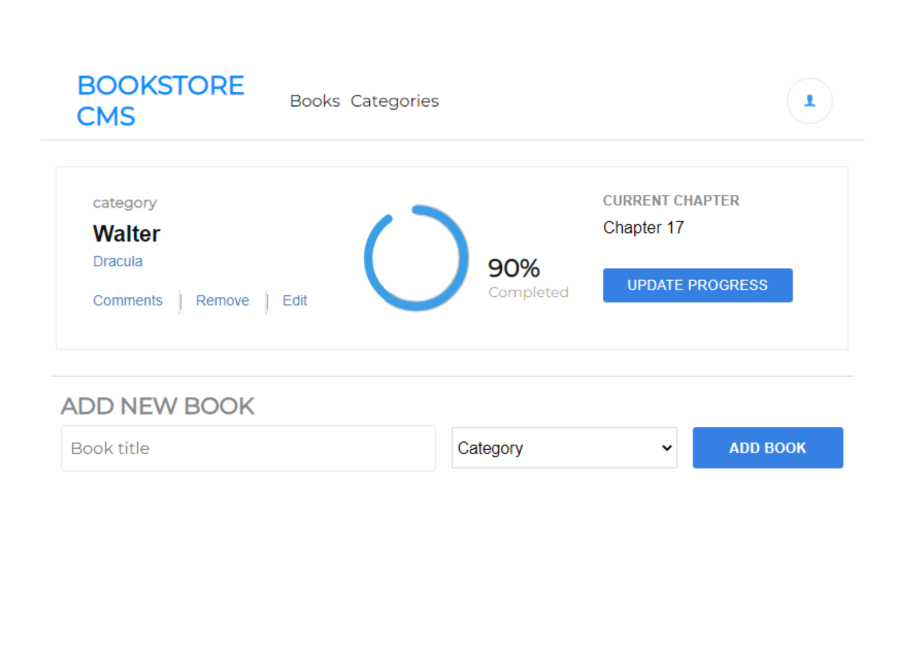 BOOKSTORE
CMS
Books Categories
category
Walter
Dracula
Comments | Remove | Edit
90%
Completed
CURRENT CHAPTER
Chapter 17
UPDATE PROGRESS
ADD NEW BOOK
Book title
Category
ADD BOOK